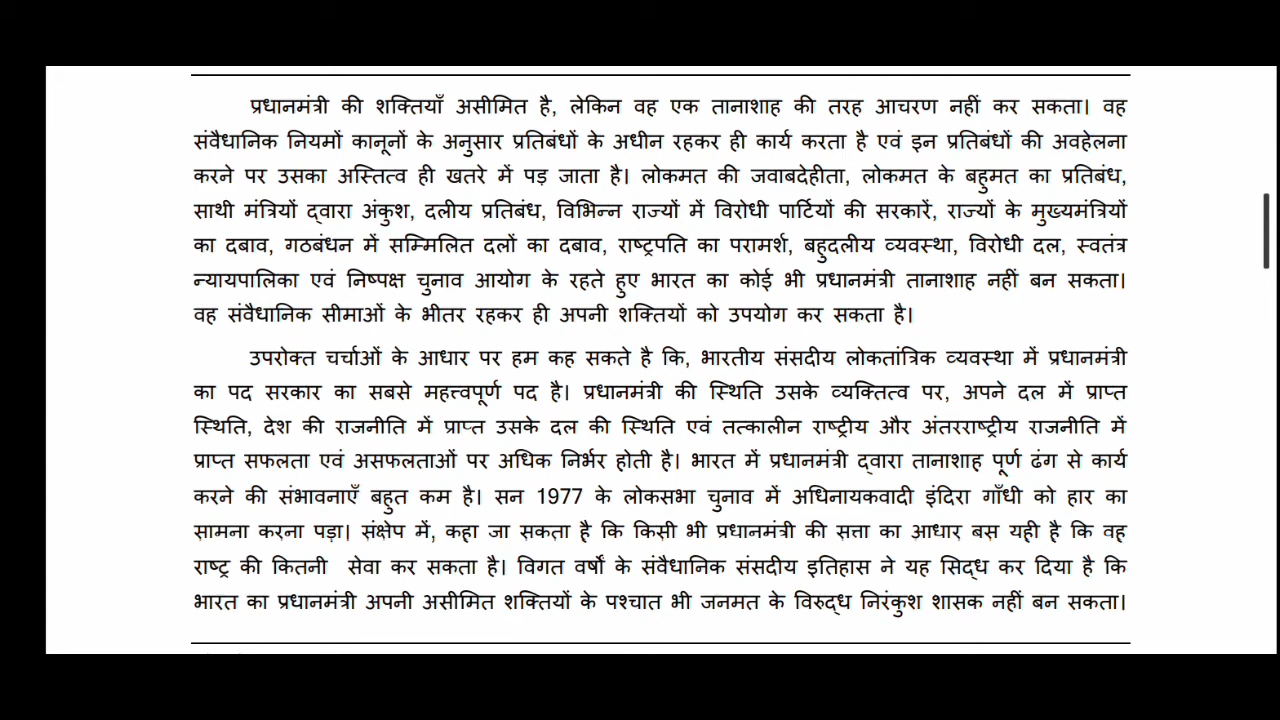 प्रधानमंत्री की शक्तियाँ असीमित है, लेकिन वह एक तानाशाह की तरह आचरण नहीं कर सकता। वह
संवैधानिक नियमों कानूनों के अनुसार प्रतिबंधों के अधीन रहकर ही कार्य करता है एवं इन प्रतिबंधों की अवहेलना
करने पर उसका अस्तित्व ही खतरे में पड़ जाता है। लोकमत की जवाबदेहीता, लोकमत के बहुमत का प्रतिबंध,
साथी मंत्रियों द्वारा अंकुश, दलीय प्रतिबंध, विभिन्न राज्यों में विरोधी पार्टियों की सरकारें, राज्यों के मुख्यमंत्रियों
का दबाव, गठबंधन में सम्मिलित दलों का दबाव, राष्ट्रपति का परामर्श, बहुदलीय व्यवस्था, विरोधी दल, स्वतंत्र
न्यायपालिका एवं निष्पक्ष चुनाव आयोग के रहते हुए भारत का कोई भी प्रधानमंत्री तानाशाह नहीं बन सकता।
वह संवैधानिक सीमाओं के भीतर रहकर ही अपनी शक्तियों को उपयोग कर सकता है।
उपरोक्त चर्चाओं के आधार पर हम कह सकते है कि, भारतीय संसदीय लोकतांत्रिक व्यवस्था में प्रधानमंत्री
का पद सरकार का सबसे महत्त्वपूर्ण पद है। प्रधानमंत्री की स्थिति उसके व्यक्तित्व पर, अपने दल में प्राप्त
स्थिति, देश की राजनीति में प्राप्त उसके दल की स्थिति एवं तत्कालीन राष्ट्रीय और अंतरराष्ट्रीय राजनीति में
प्राप्त सफलता एवं असफलताओं पर अधिक निर्भर होती है। भारत में प्रधानमंत्री द्वारा तानाशाह पूर्ण ढंग से कार्य
करने की संभावनाएँ बहुत कम है। सन 1977 के लोकसभा चुनाव में अधिनायकवादी इंदिरा गाँधी को हार का
सामना करना पड़ा। संक्षेप में, कहा जा सकता है कि किसी भी प्रधानमंत्री की सत्ता का आधार बस यही है कि वह
राष्ट्र की कितनी सेवा कर सकता है। विगत वर्षों के संवैधानिक संसदीय इतिहास ने यह सिद्ध कर दिया है कि
भारत का प्रधानमंत्री अपनी असीमित शक्तियों के पश्चात भी जनमत के विरुद्ध निरंकुश शासक नहीं बन सकता।